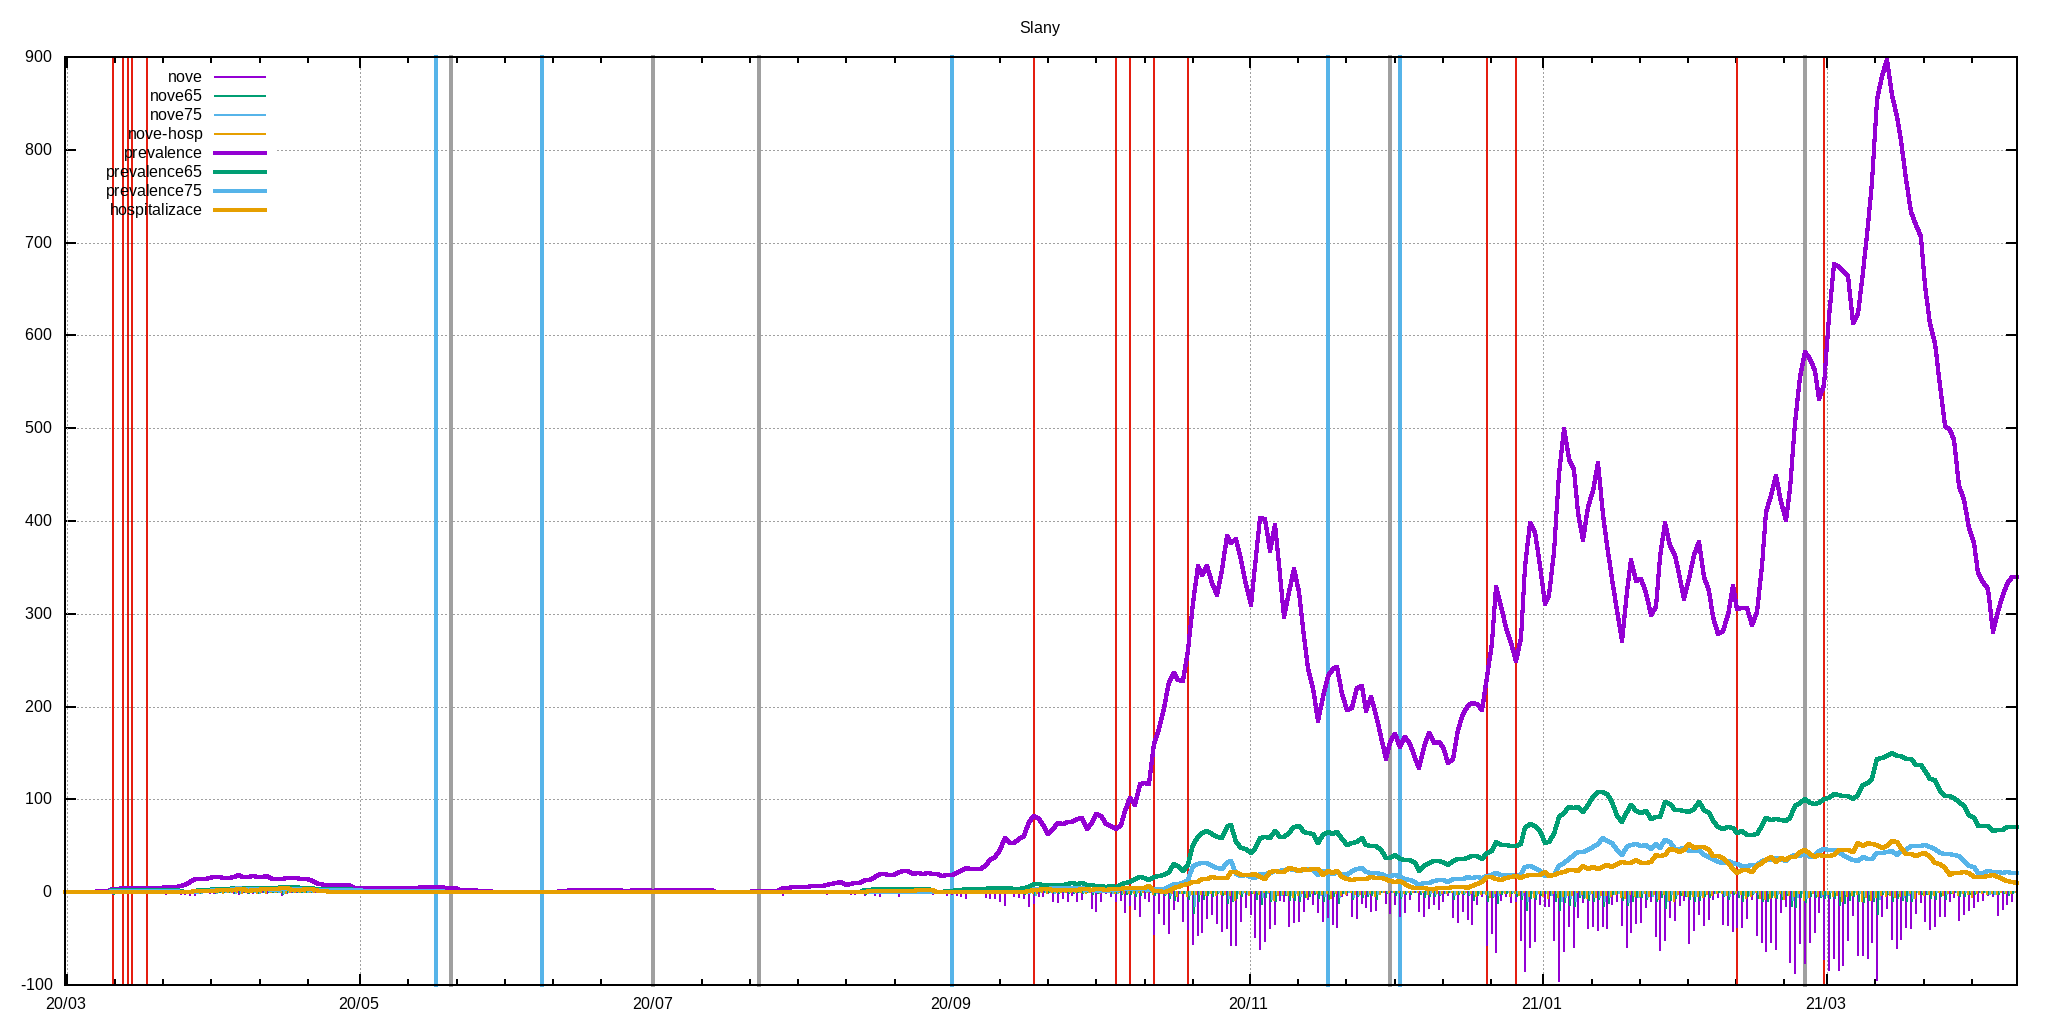 Slany
900
nove
nove65
nove75
nove-hosp
800
prevalence
prevalence65
prevalence75
hospitalizace
700
600
500
400
300
200
100
0
-100
20/03
20/05
20/07
20/09
20/11
21/01
21/03